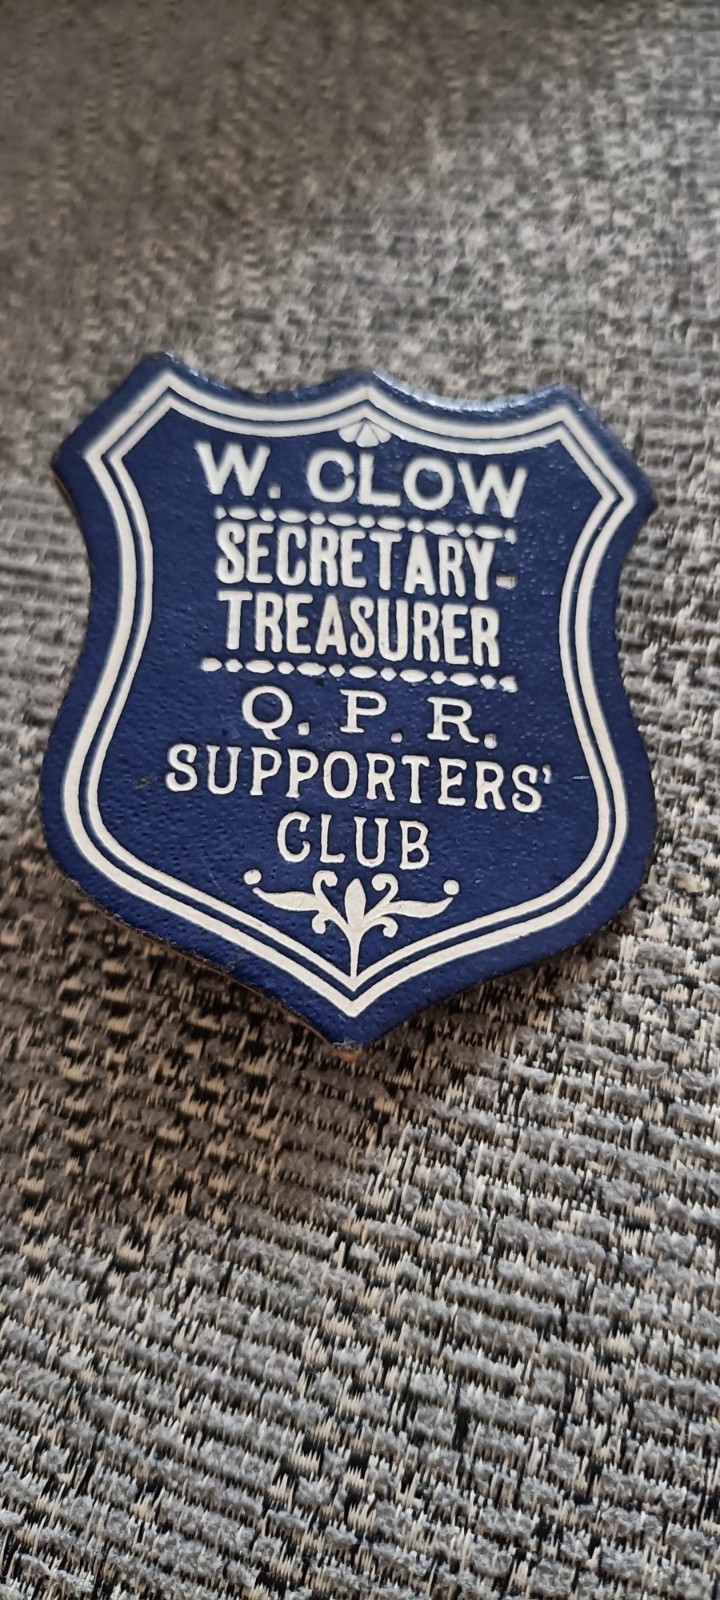 W. CLOW
SECRETARY-
TREASURER
Q. P. R.
SUPPORTERS'
CLUB